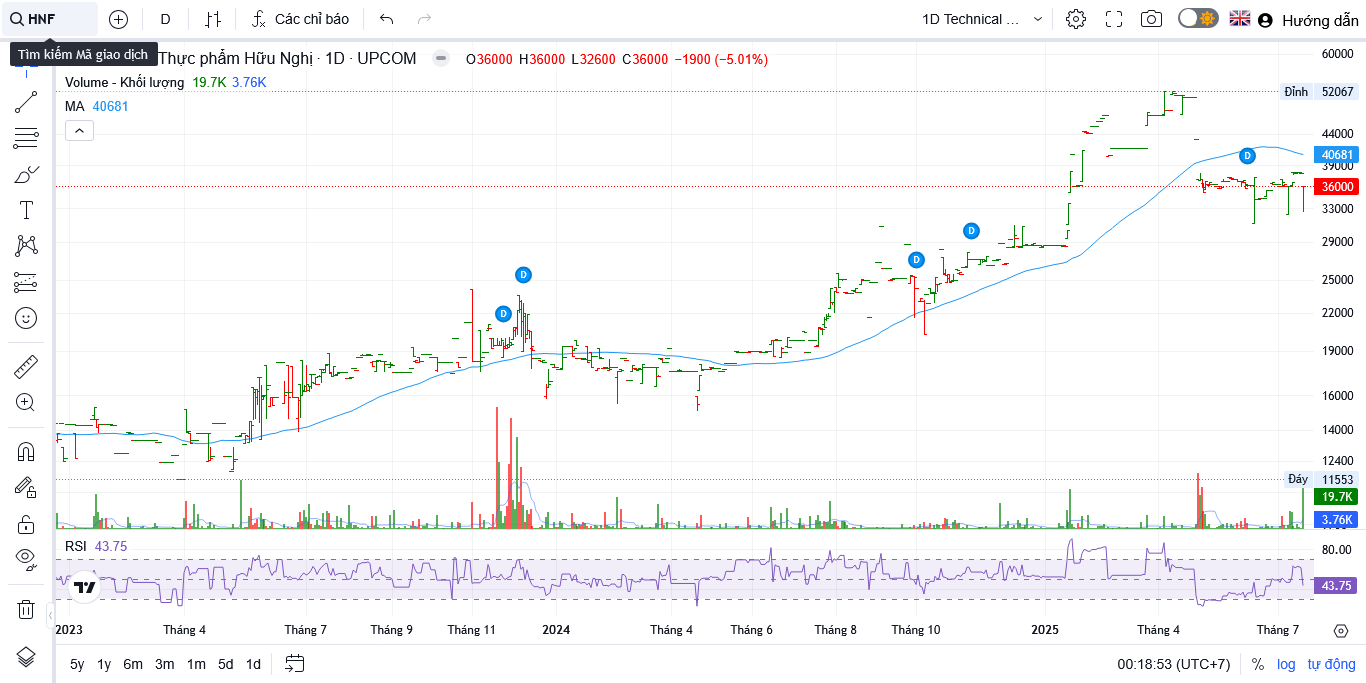 HNF
D
Các chỉ báo
1D Technical ...
Hướng dẫn
Tìm kiếm Mã giao dịch
Thực phẩm Hữu Nghị · 1D · UPCOM
O36000 H36000 L32600 C36000 −1900 (−5.01%)
Volume - Khối lượng 19.7K 3.76K
MA 40681
60000
Đỉnh 52067
44000
40681
39000
36000
33000
29000
25000
22000
19000
16000
14000
12400
Đáy 11553
19.7K
3.76K
D
D
D
D
D
RSI 43.75
80.00
43.75
2023
Tháng 4
Tháng 7
Tháng 9
Tháng 11
2024
Tháng 4
Tháng 6
Tháng 8
Tháng 10
2025
Tháng 4
Tháng 7
5y 1y 6m 3m 1m 5d 1d
00:18:53 (UTC+7)
% log tự động